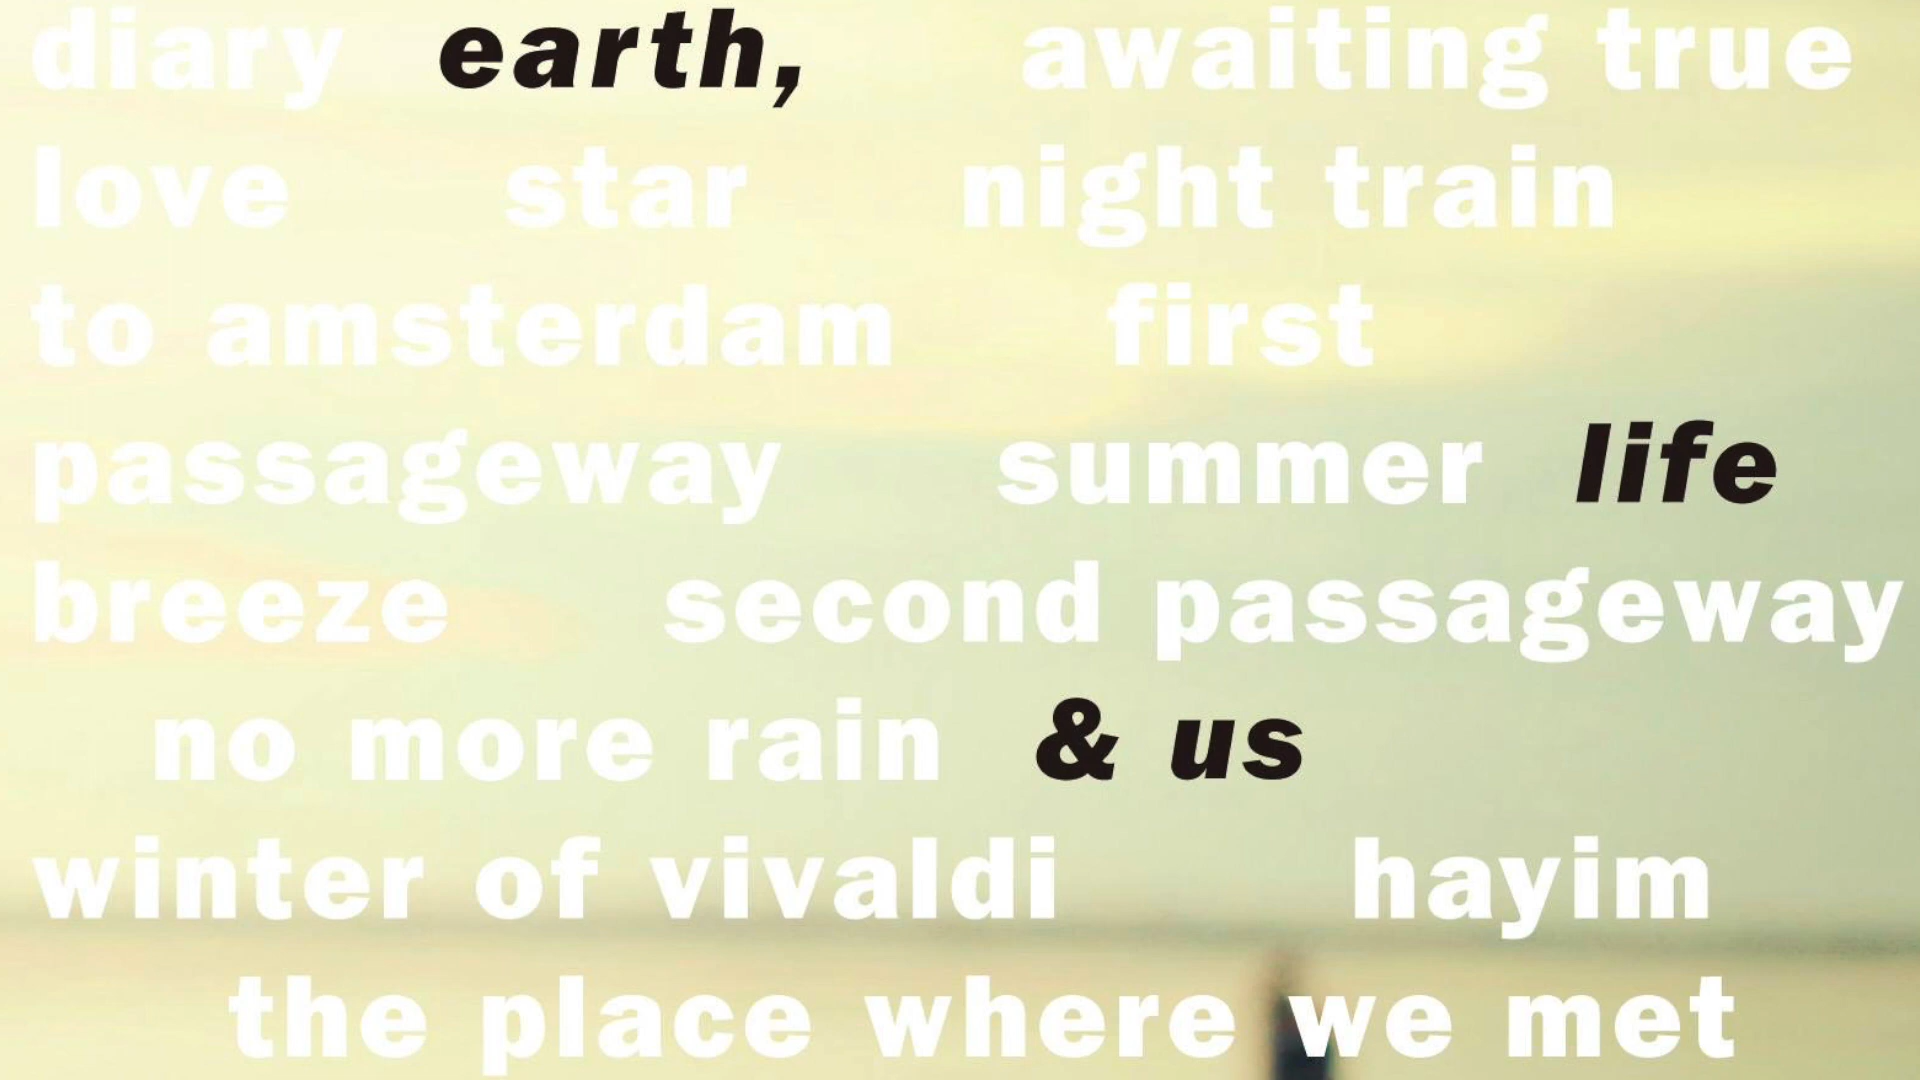 diary earth, awaiting true
love star night train
to amsterdam first
passageway summer life
breeze second passageway
no more rain & us
winter of vivaldi hayim
the place where we met